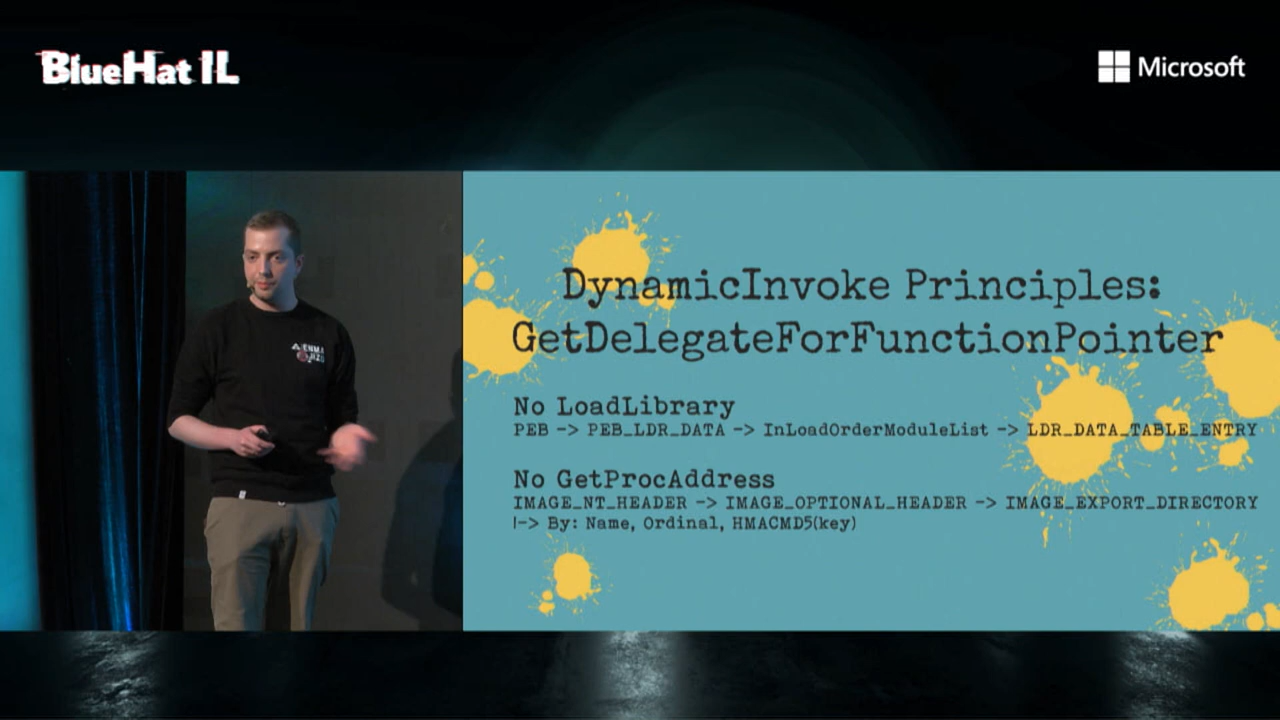 BlueHat IL
Microsoft
DynamicInvoke Principles:
GetDelegateForFunctionPointer
No LoadLibrary
PEB -> PEB_LDR_DATA -> InLoadOrderModuleList -> LDR_DATA_TABLE_ENTRY
No GetProcAddress
IMAGE_NT_HEADER -> IMAGE_OPTIONAL_HEADER -> IMAGE_EXPORT_DIRECTORY
|-> By: Name, Ordinal, HMACMD5(key)